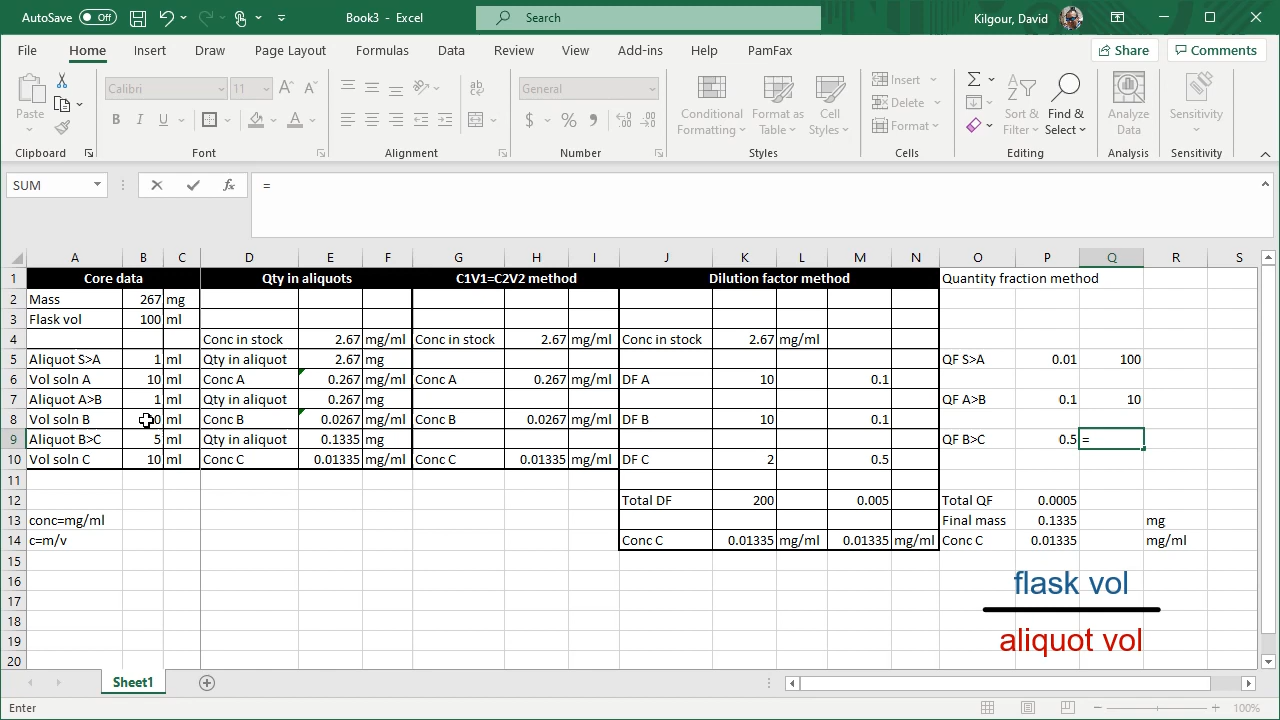 AutoSave Off Book3 - Excel Search Kilgour, David
File Home Insert Draw Page Layout Formulas Data Review View Add-ins Help PamFax Share Comments
Paste Calibri 11 General Conditional Formatting Format as Table Cell Styles Insert Delete Format Sort & Filter Find & Select Analyze Data Sensitivity
Clipboard Font Alignment Number Styles Cells Editing Analysis Sensitivity
SUM =
A B C D E F G H I J K L M N O P Q R S
1 Core data Qty in aliquots C1V1=C2V2 method Dilution factor method Quantity fraction method
2 Mass 267 mg
3 Flask vol 100 ml
4 Conc in stock 2.67 mg/ml Conc in stock 2.67 mg/ml Conc in stock 2.67 mg/ml
5 Aliquot S>A 1 ml Qty in aliquot 2.67 mg QF S>A 0.01 100
6 Vol soln A 10 ml Conc A 0.267 mg/ml Conc A 0.267 mg/ml DF A 10 0.1
7 Aliquot A>B 1 ml Qty in aliquot 0.267 mg QF A>B 0.1 10
8 Vol soln B ml Conc B 0.0267 mg/ml Conc B 0.0267 mg/ml DF B 10 0.1
9 Aliquot B>C 5 ml Qty in aliquot 0.1335 mg QF B>C 0.5 =
10 Vol soln C 10 ml Conc C 0.01335 mg/ml Conc C 0.01335 mg/ml DF C 2 0.5
11
12 Total DF 200 0.005 Total QF 0.0005
13 conc=mg/ml Final mass 0.1335 mg
14 c=m/v Conc C 0.01335 mg/ml 0.01335 mg/ml Conc C 0.01335 mg/ml
15
16 flask vol
17
18
19 aliquot vol
20
Sheet1
Enter 100%